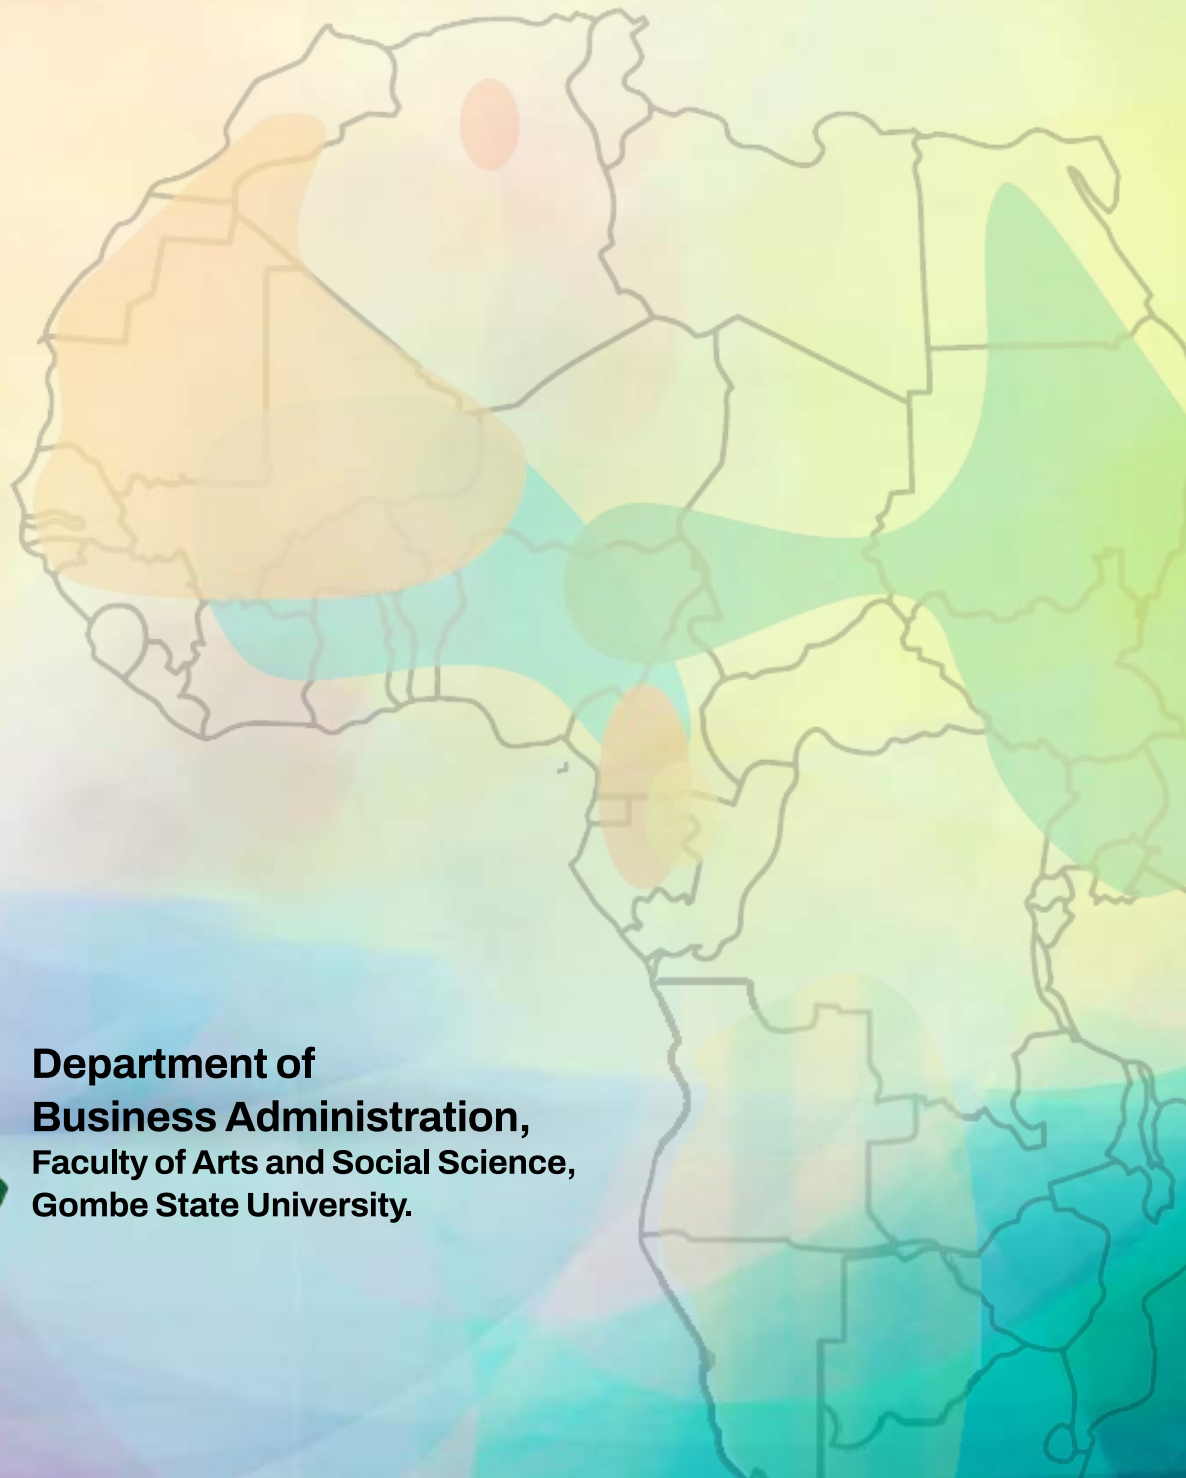 Department of
Business Administration,
Faculty of Arts and Social Science,
Gombe State University.